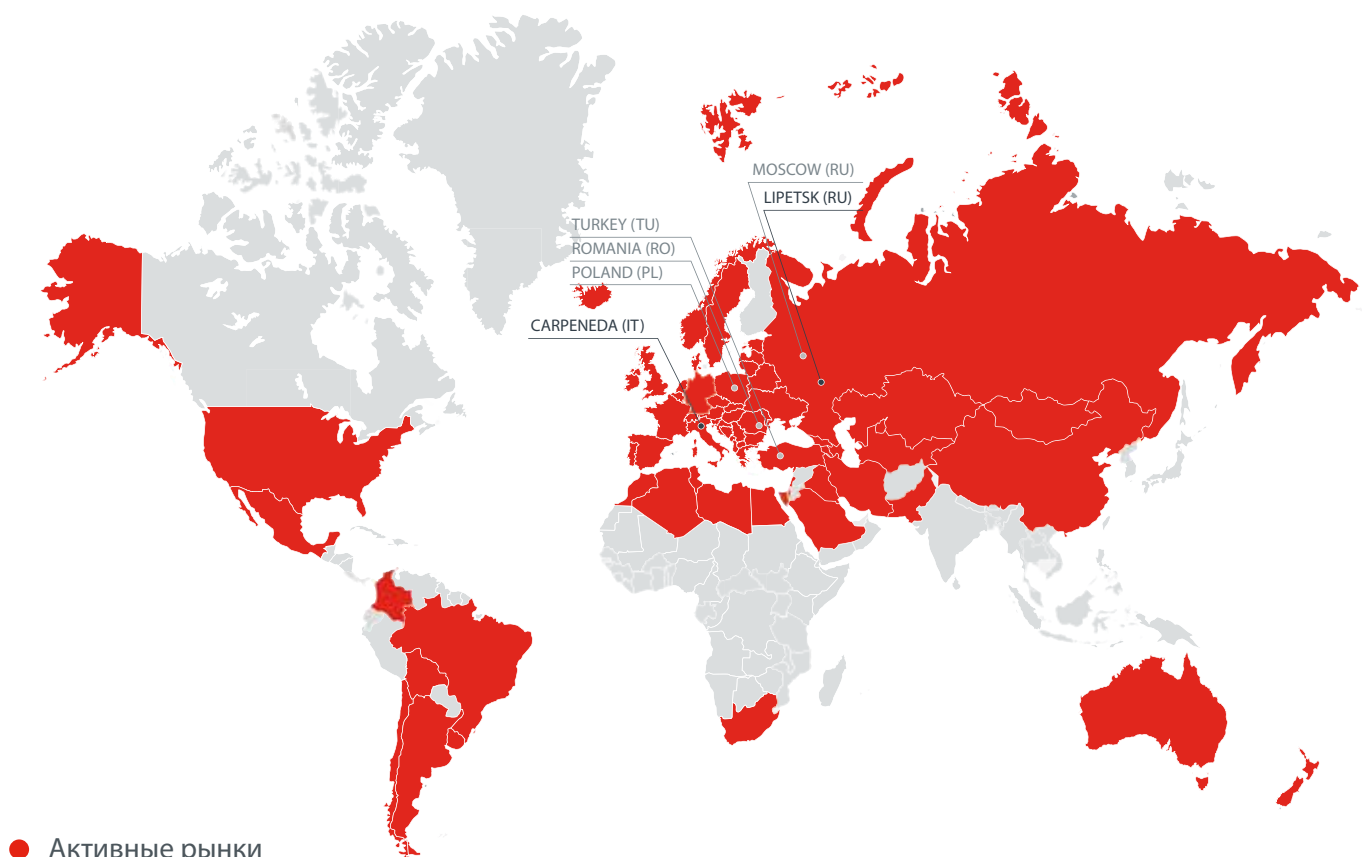 MOSCOW (RU)
LIPETSK (RU)
TURKEY (TU)
ROMANIA (RO)
POLAND (PL)
CARPENEDA (IT)
Активные рынки